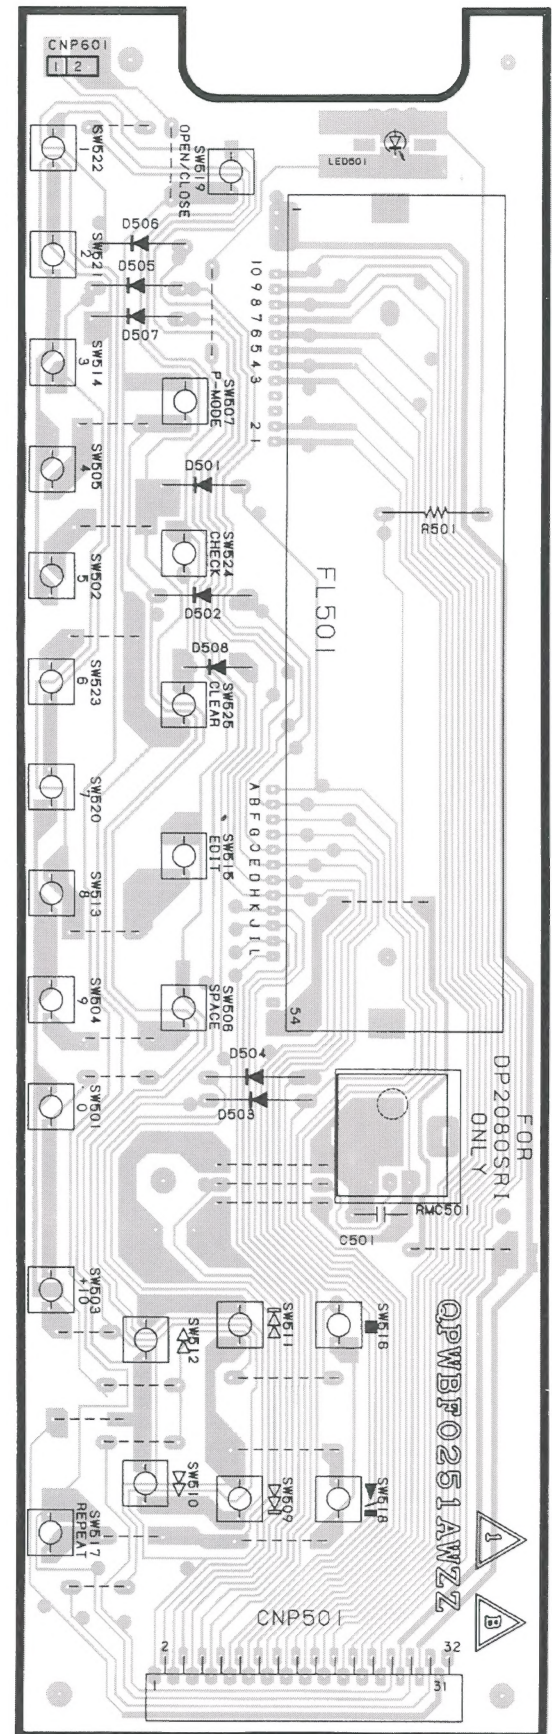 CNP601
1 2
SW522
1
OPEN/CLOSE
SW519
LED601
SW521
2
D506
D505
D507
1
10 9 8 7 6 5 4 3 2 1
SW514
3
SW507
P-MODE
SW505
4
D501
R501
SW524
CHECK
SW502
5
D502
FL501
SW523
6
D508
SW525
CLEAR
SW520
7
A B F G O E D H K J I L
SW515
EDIT
SW513
8
SW504
9
SW506
SPACE
54
D504
D503
SW501
0
FOR
DP2080SRI
ONLY
RMC501
C501
SW503
+10
SW512
SW511
SW516
QPWBF0251AWZZ
SW510
SW509
SW518
SW517
REPEAT
1
B
CNP501
2 32
1 31